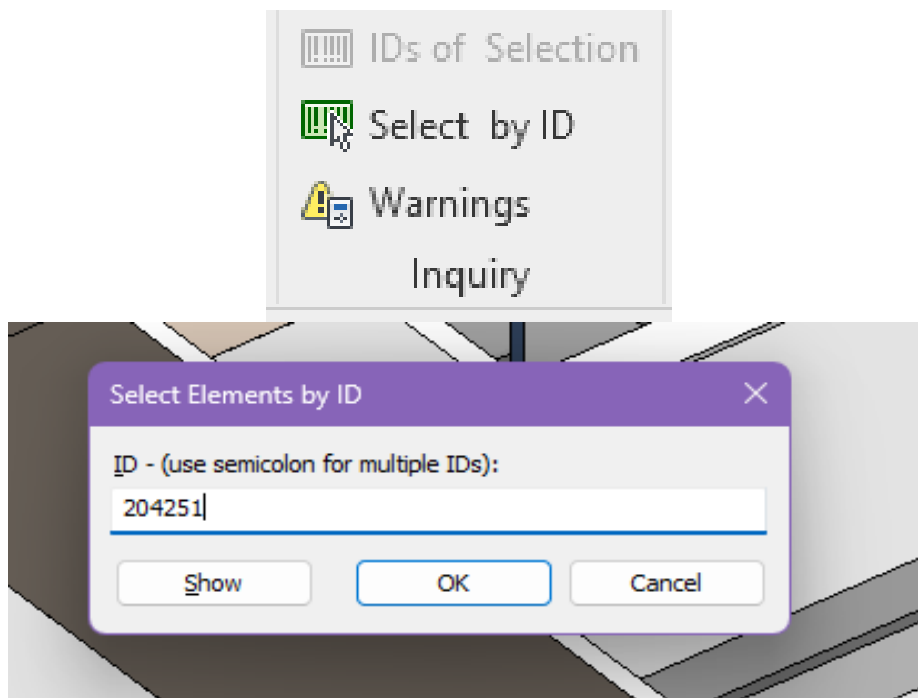 IDs of Selection
Select by ID
Warnings
Inquiry
Select Elements by ID
ID - (use semicolon for multiple IDs):
204251
Show
OK
Cancel